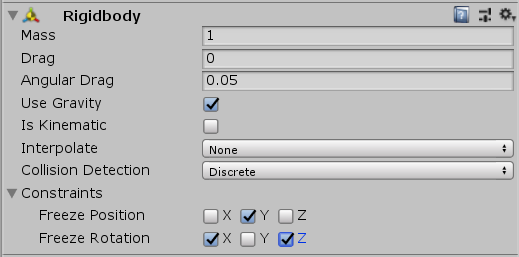 Rigidbody
Mass 1
Drag 0
Angular Drag 0.05
Use Gravity
Is Kinematic
Interpolate None
Collision Detection Discrete
Constraints
Freeze Position X Y Z
Freeze Rotation X Y Z